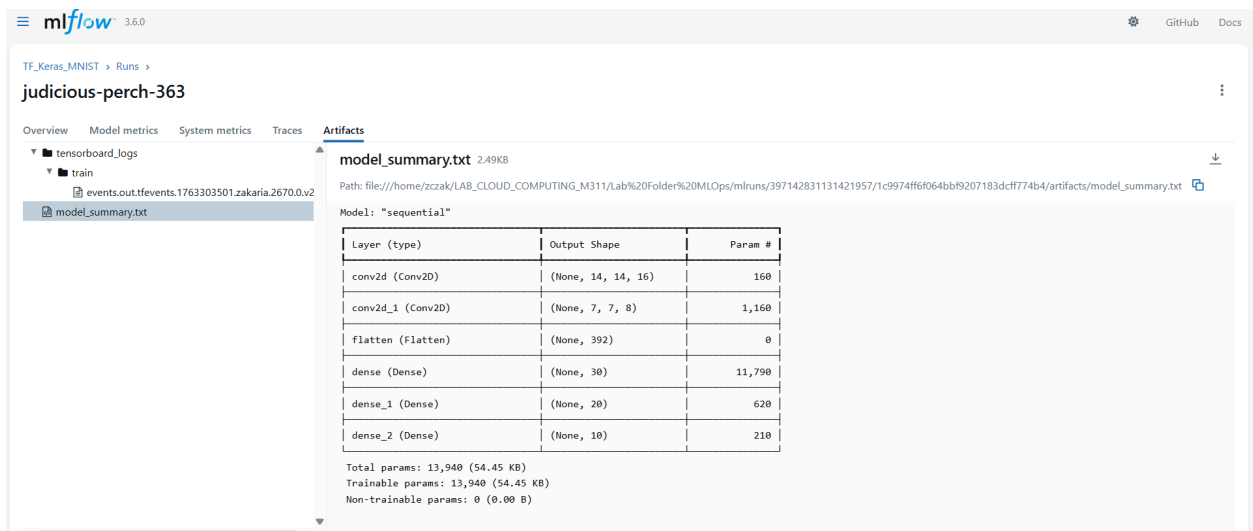 mlflow 3.6.0 GitHub Docs
TF_Keras_MNIST > Runs >
judicious-perch-363
Overview Model metrics System metrics Traces Artifacts
tensorboard_logs
train
events.out.tfevents.1763303501.zakaria.2670.0.v2
model_summary.txt
model_summary.txt 2.49KB
Path: file:///home/zczak/LAB_CLOUD_COMPUTING_M311/Lab%20Folder%20MLOps/mlruns/397142831131421957/1c9974ff6f064bbf9207183dcff774b4/artifacts/model_summary.txt
Model: "sequential"
Layer (type) Output Shape Param #
conv2d (Conv2D) (None, 14, 14, 16) 160
conv2d_1 (Conv2D) (None, 7, 7, 8) 1,160
flatten (Flatten) (None, 392) 0
dense (Dense) (None, 30) 11,790
dense_1 (Dense) (None, 20) 620
dense_2 (Dense) (None, 10) 210
Total params: 13,940 (54.45 KB)
Trainable params: 13,940 (54.45 KB)
Non-trainable params: 0 (0.00 B)